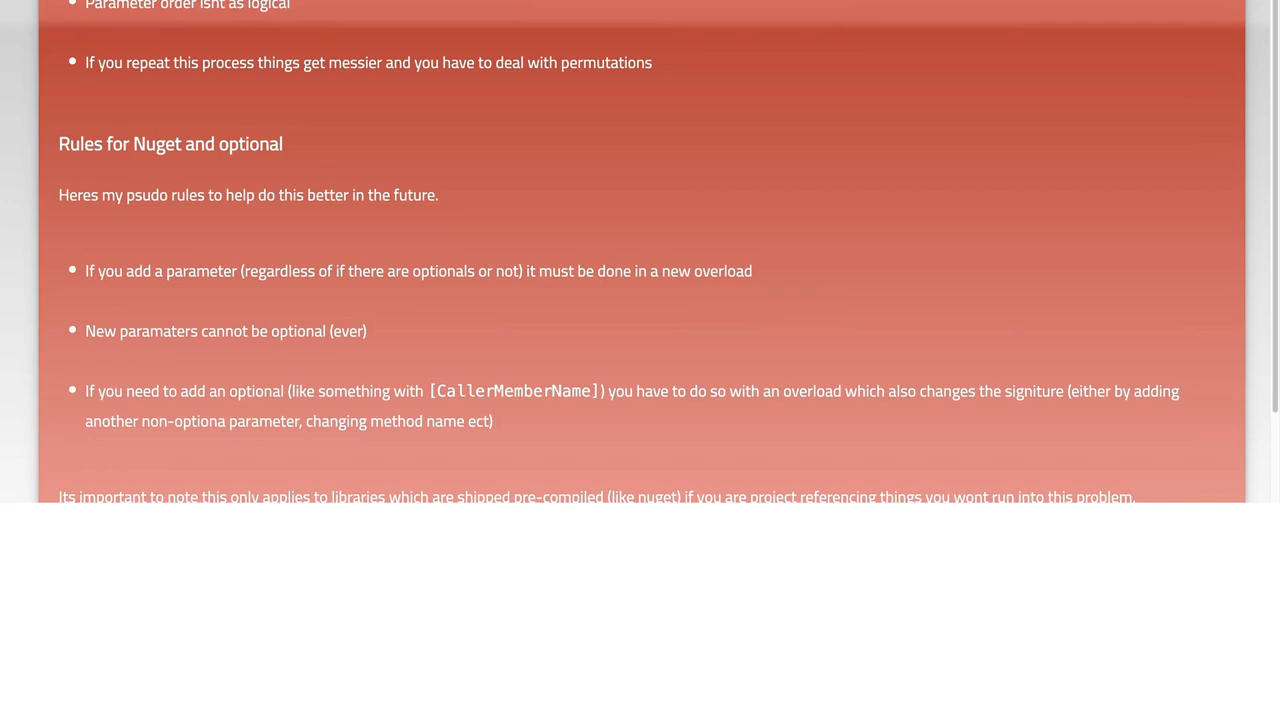 Parameter order isnt as logical
If you repeat this process things get messier and you have to deal with permutations
Rules for Nuget and optional
Heres my psudo rules to help do this better in the future.
If you add a parameter (regardless of if there are optionals or not) it must be done in a new overload
New paramaters cannot be optional (ever)
If you need to add an optional (like something with [CallerMemberName]) you have to do so with an overload which also changes the signiture (either by adding
another non-optiona parameter, changing method name ect)
Its important to note this only applies to libraries which are shipped pre-compiled (like nuget) if you are project referencing things you wont run into this problem.